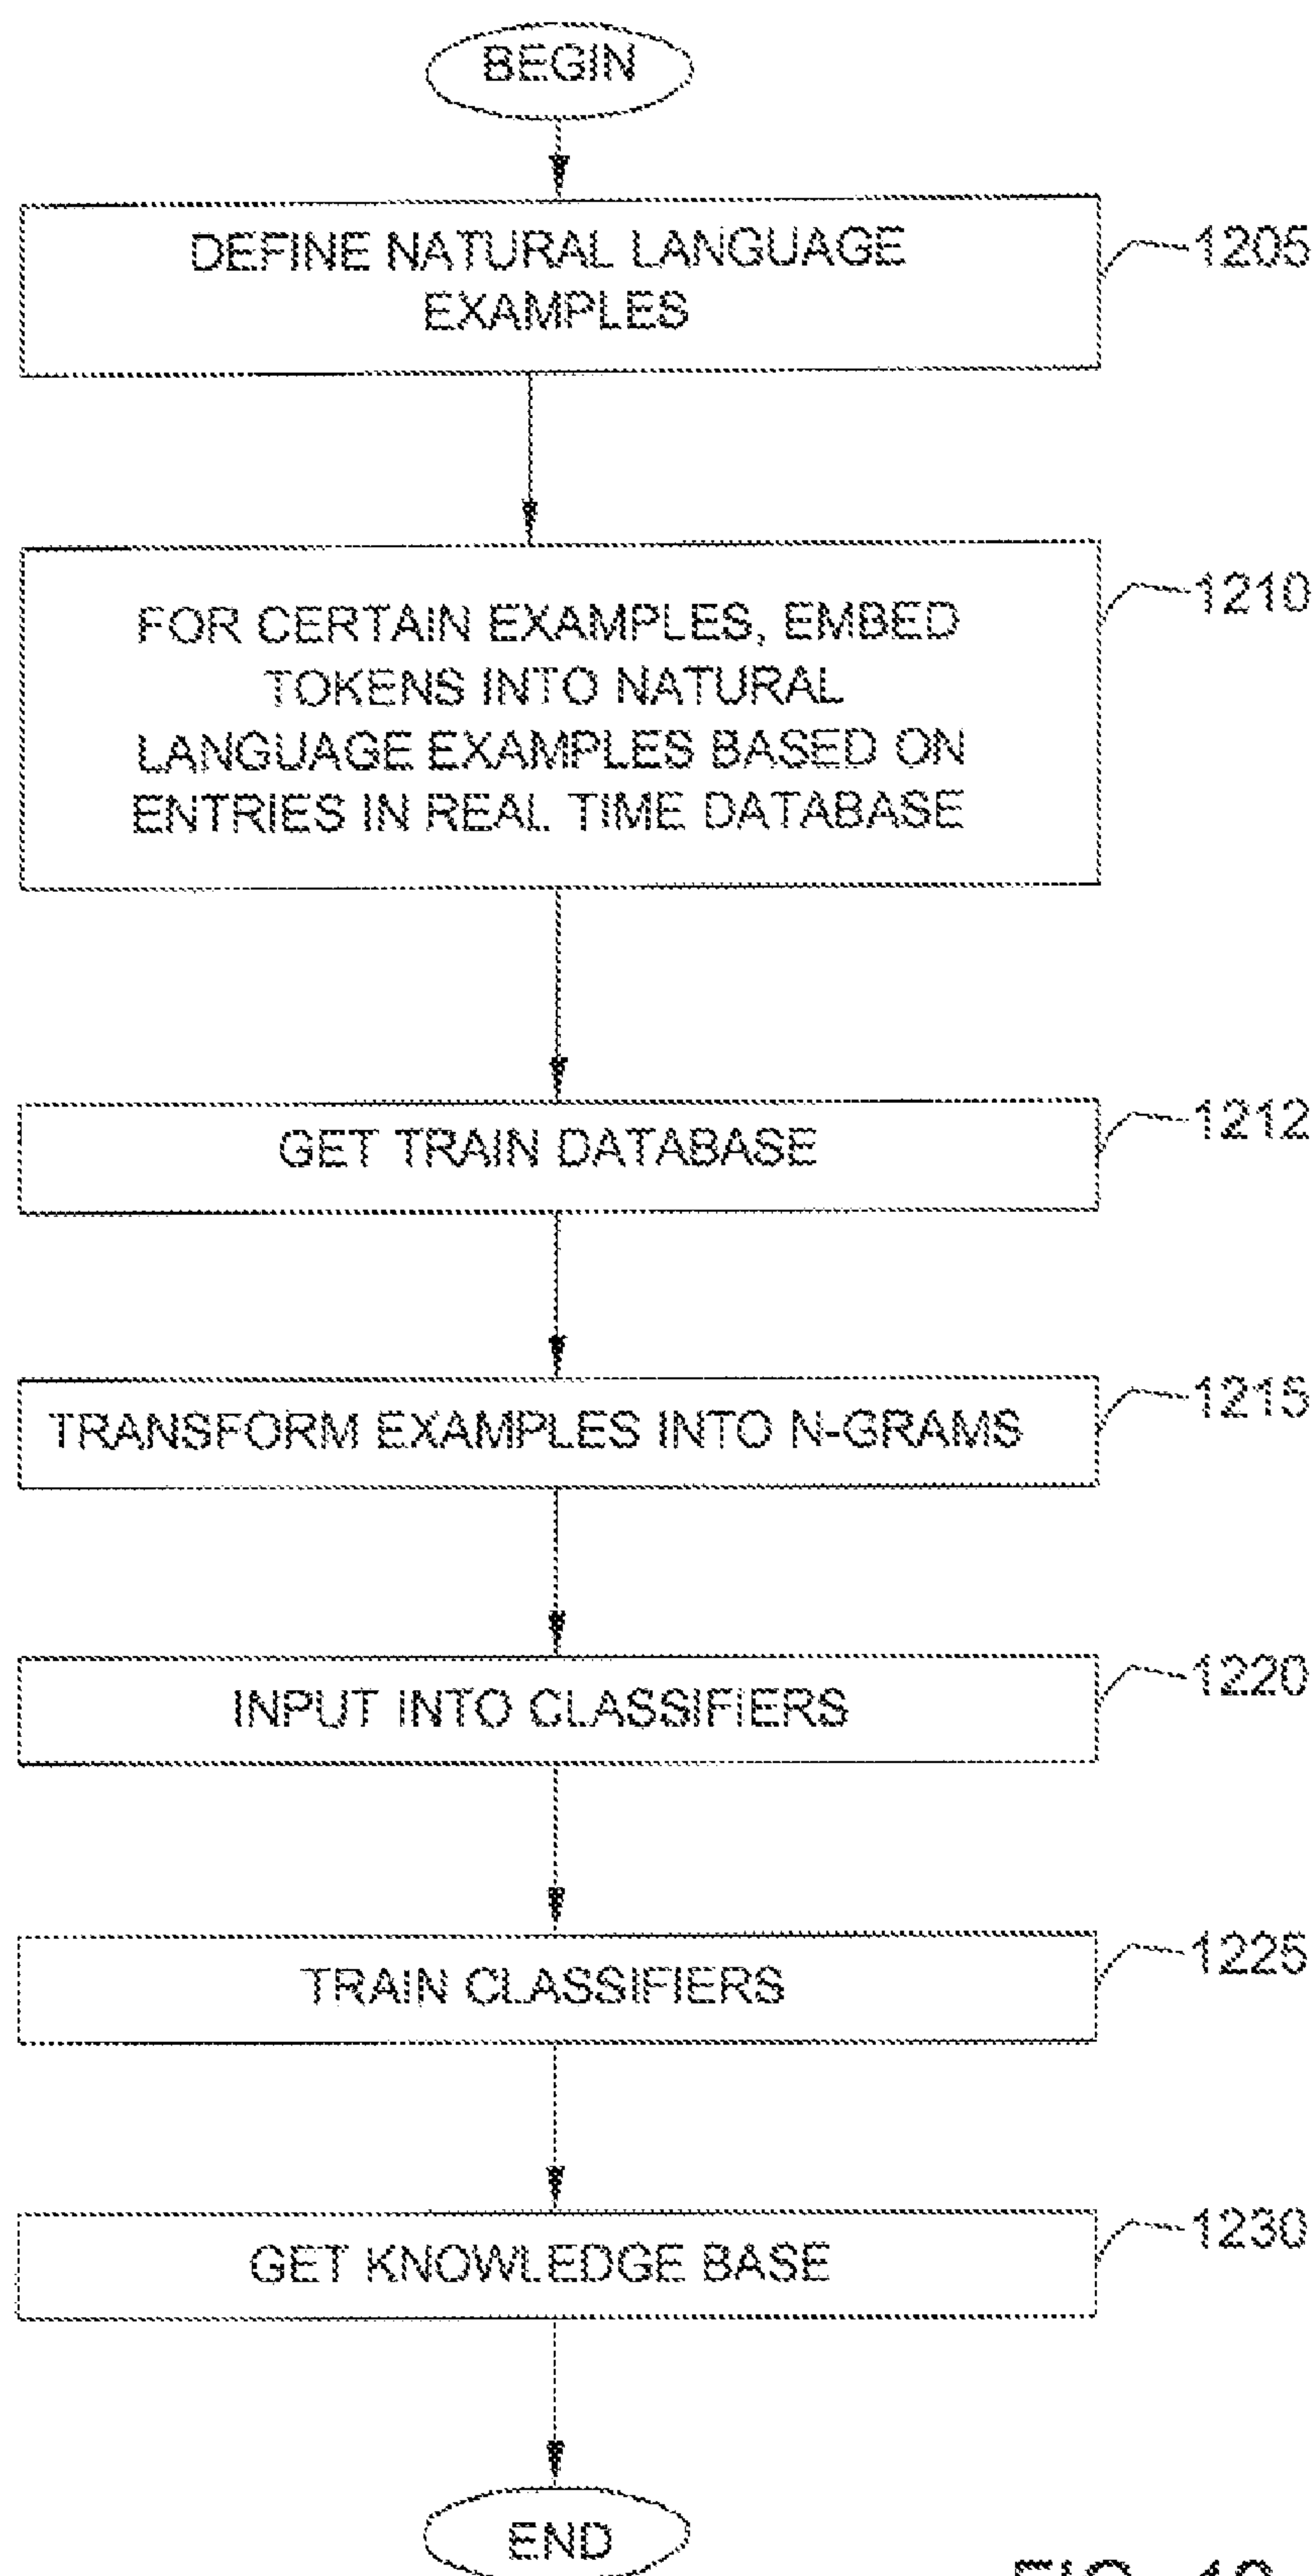 BEGIN
DEFINE NATURAL LANGUAGE
EXAMPLES
1205
FOR CERTAIN EXAMPLES, EMBED
TOKENS INTO NATURAL
LANGUAGE EXAMPLES BASED ON
ENTRIES IN REAL TIME DATABASE
1210
GET TRAIN DATABASE
1212
TRANSFORM EXAMPLES INTO N-GRAMS
1215
INPUT INTO CLASSIFIERS
1220
TRAIN CLASSIFIERS
1225
GET KNOWLEDGE BASE
1230
END